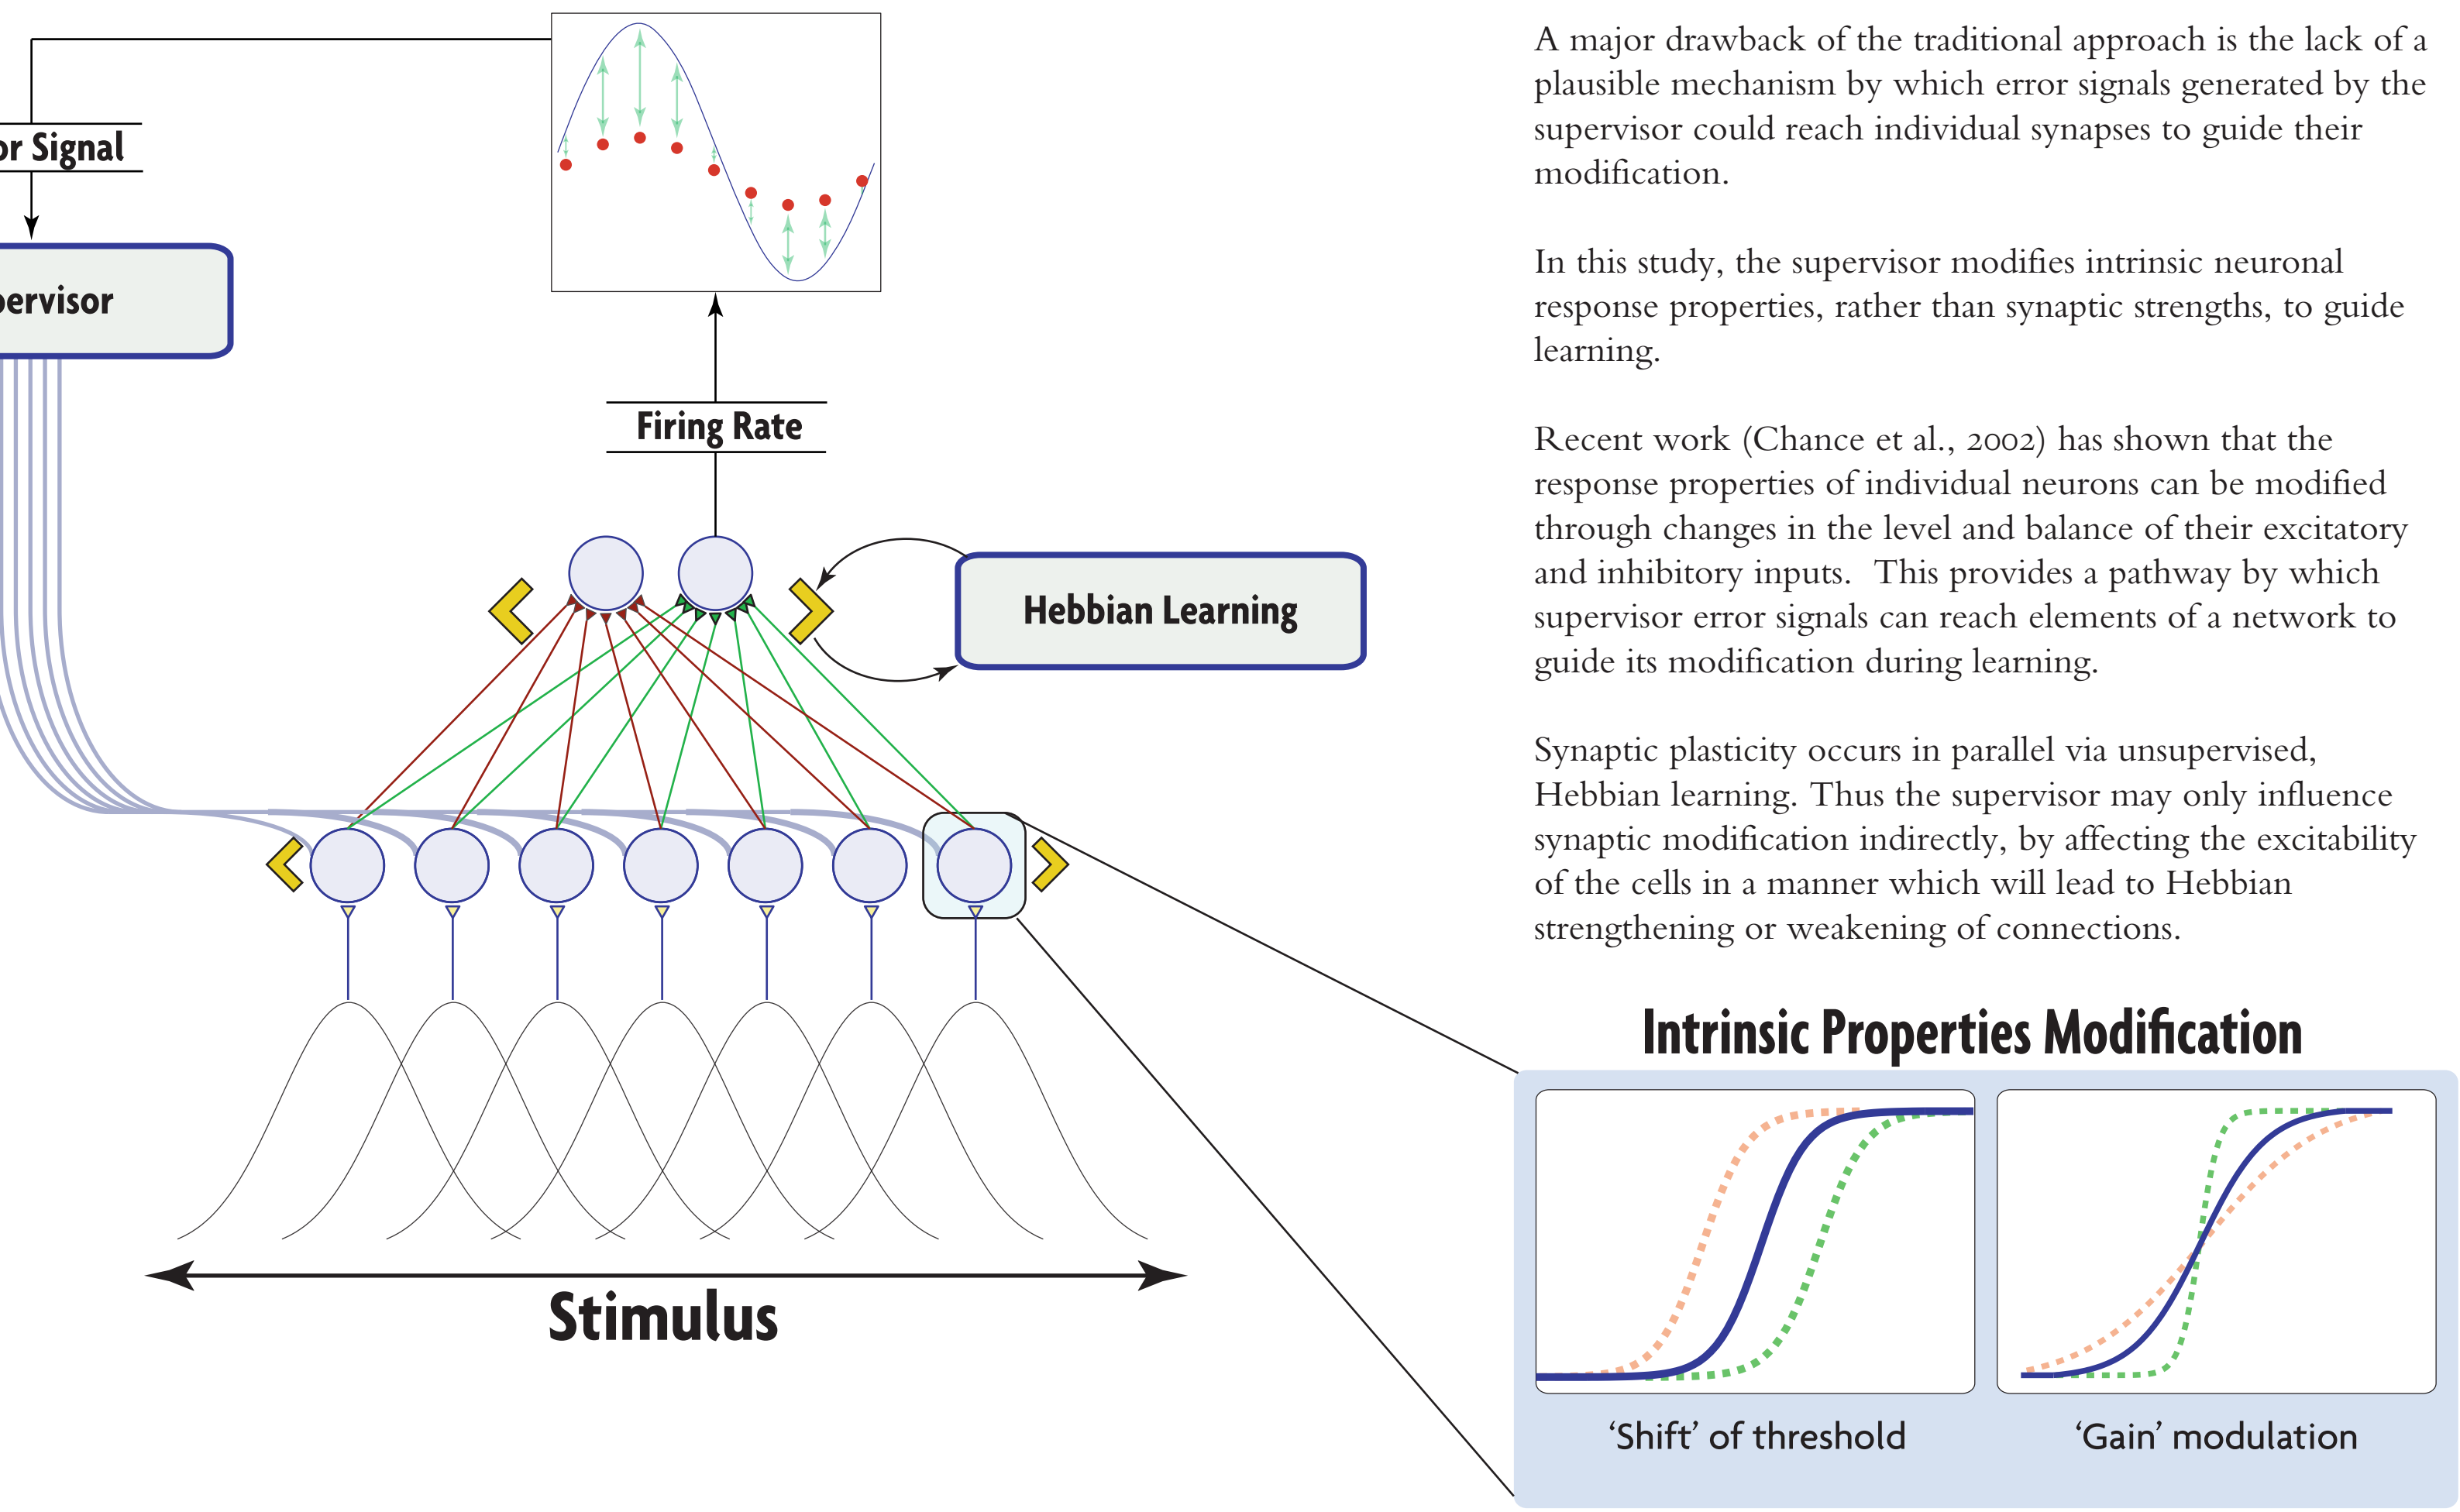 or Signal
pervisor
Firing Rate
Hebbian Learning
Stimulus
A major drawback of the traditional approach is the lack of a
plausible mechanism by which error signals generated by the
supervisor could reach individual synapses to guide their
modification.
In this study, the supervisor modifies intrinsic neuronal
response properties, rather than synaptic strengths, to guide
learning.
Recent work (Chance et al., 2002) has shown that the
response properties of individual neurons can be modified
through changes in the level and balance of their excitatory
and inhibitory inputs.  This provides a pathway by which
supervisor error signals can reach elements of a network to
guide its modification during learning.
Synaptic plasticity occurs in parallel via unsupervised,
Hebbian learning. Thus the supervisor may only influence
synaptic modification indirectly, by affecting the excitability
of the cells in a manner which will lead to Hebbian
strengthening or weakening of connections.
Intrinsic Properties Modification
‘Shift’ of threshold
‘Gain’ modulation